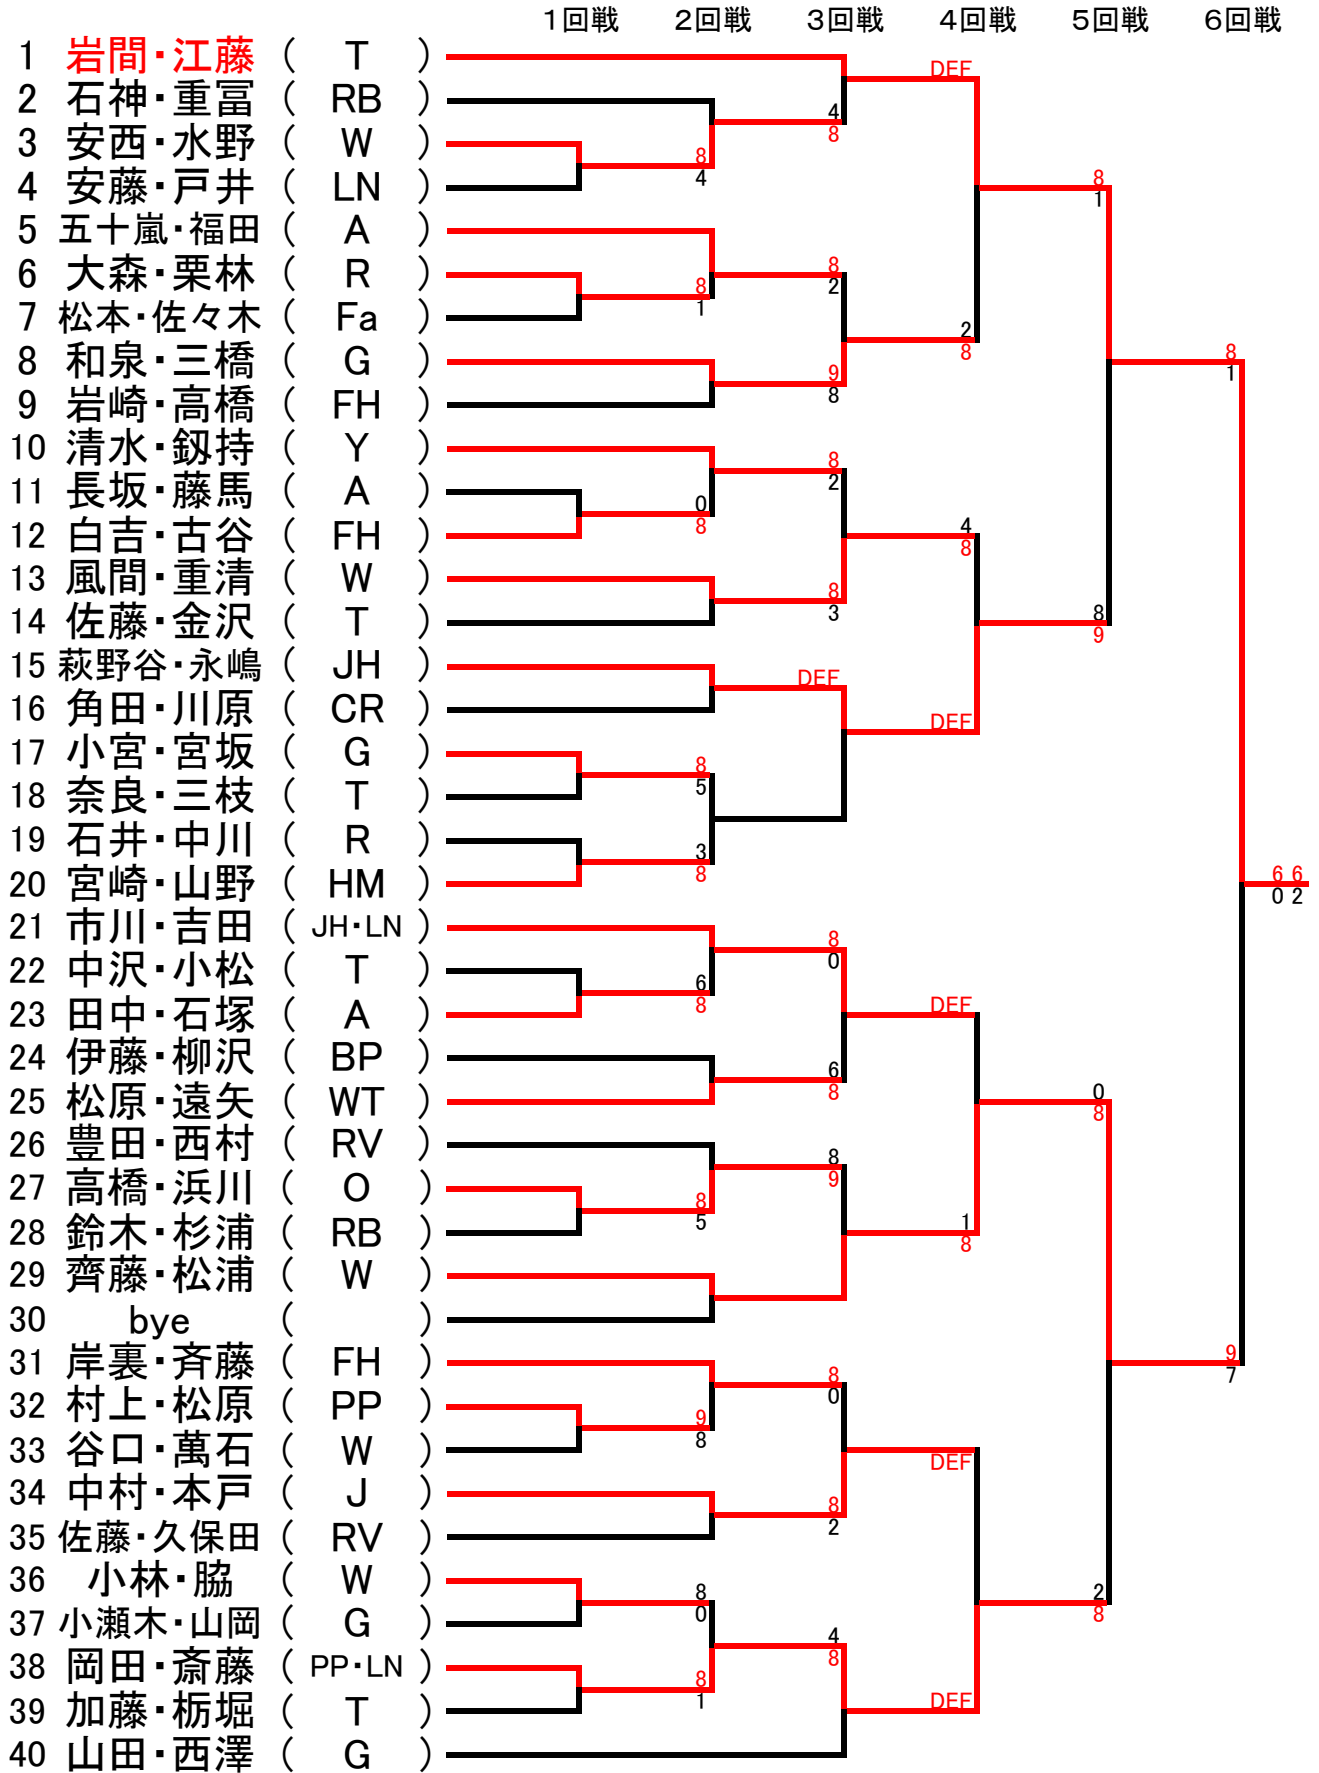 1回戦 2回戦 3回戦 4回戦 5回戦 6回戦
1 岩間・江藤 ( T )
DEF
2 石神・重冨 ( RB )
4
8
3 安西・水野 ( W )
8
4
4 安藤・戸井 ( LN )
8
1
5 五十嵐・福田 ( A )
6 大森・栗林 ( R )
8
2
8
1
7 松本・佐々木 ( Fa )
2
8
8 和泉・三橋 ( G )
8
1
9
8
9 岩崎・高橋 ( FH )
10 清水・釼持 ( Y )
8
2
11 長坂・藤馬 ( A )
0
8
12 白吉・古谷 ( FH )
4
8
13 風間・重清 ( W )
8
3
14 佐藤・金沢 ( T )
8
9
15 萩野谷・永嶋 ( JH )
DEF
16 角田・川原 ( CR )
DEF
17 小宮・宮坂 ( G )
8
5
18 奈良・三枝 ( T )
19 石井・中川 ( R )
3
8
20 宮崎・山野 ( HM )
6 6
0 2
21 市川・吉田 ( JH・LN )
8
0
22 中沢・小松 ( T )
6
8
23 田中・石塚 ( A )
DEF
24 伊藤・柳沢 ( BP )
6
8
25 松原・遠矢 ( WT )
0
8
26 豊田・西村 ( RV )
8
9
27 高橋・浜川 ( O )
8
5
28 鈴木・杉浦 ( RB )
1
8
29 齊藤・松浦 ( W )
30 bye ( )
31 岸裏・斉藤 ( FH )
9
7
8
0
32 村上・松原 ( PP )
9
8
33 谷口・萬石 ( W )
DEF
34 中村・本戸 ( J )
8
2
35 佐藤・久保田 ( RV )
36 小林・脇 ( W )
8
0
2
8
37 小瀬木・山岡 ( G )
4
8
38 岡田・斎藤 ( PP・LN )
8
1
39 加藤・栃堀 ( T )
DEF
40 山田・西澤 ( G )